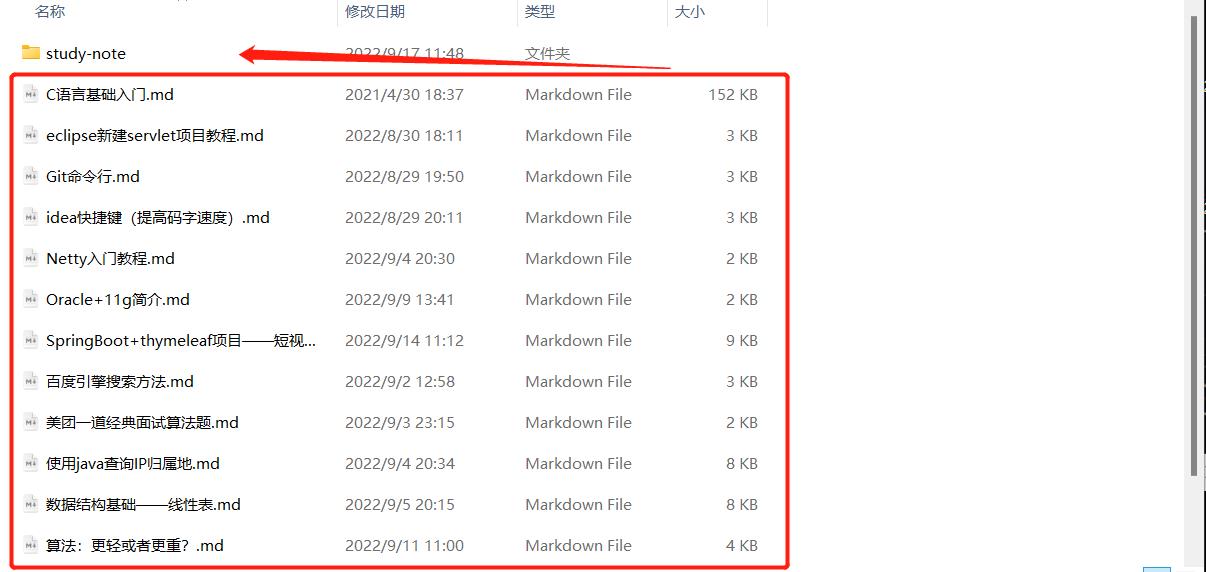 名称 修改日期 类型 大小
study-note 2022/9/17 11:48 文件夹
C语言基础入门.md 2021/4/30 18:37 Markdown File 152 KB
eclipse新建servlet项目教程.md 2022/8/30 18:11 Markdown File 3 KB
Git命令行.md 2022/8/29 19:50 Markdown File 3 KB
idea快捷键（提高码字速度）.md 2022/8/29 20:11 Markdown File 3 KB
Netty入门教程.md 2022/9/4 20:30 Markdown File 2 KB
Oracle+11g简介.md 2022/9/9 13:41 Markdown File 2 KB
SpringBoot+thymeleaf项目——短视... 2022/9/14 11:12 Markdown File 9 KB
百度引擎搜索方法.md 2022/9/2 12:58 Markdown File 3 KB
美团一道经典面试算法题.md 2022/9/3 23:15 Markdown File 2 KB
使用java查询IP归属地.md 2022/9/4 20:34 Markdown File 8 KB
数据结构基础——线性表.md 2022/9/5 20:15 Markdown File 8 KB
算法：更轻或者更重？.md 2022/9/11 11:00 Markdown File 4 KB